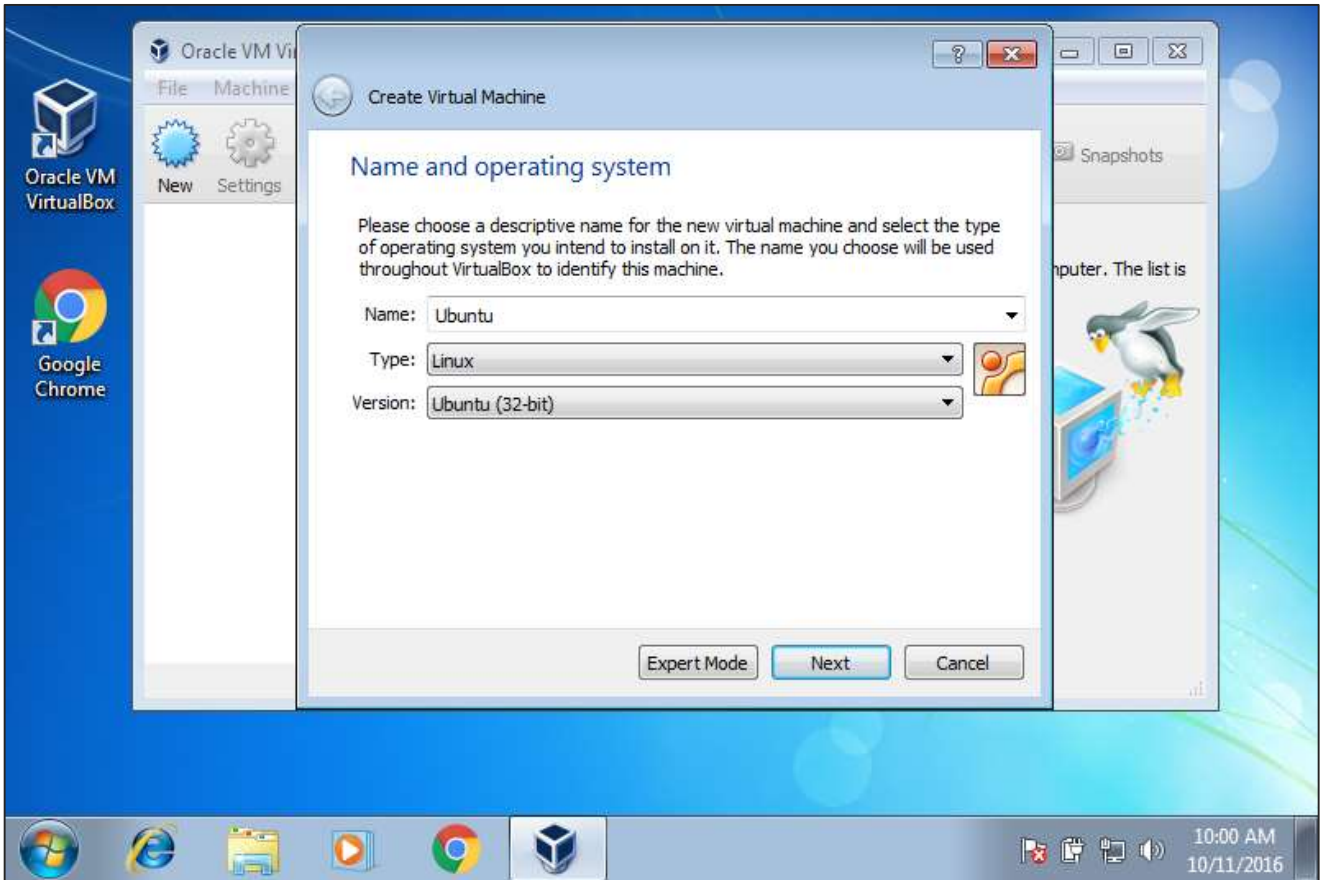 Oracle VM Vi
File Machine
New
Settings
Create Virtual Machine
Name and operating system
Please choose a descriptive name for the new virtual machine and select the type
of operating system you intend to install on it. The name you choose will be used
throughout VirtualBox to identify this machine.
Name: Ubuntu
Type: Linux
Version: Ubuntu (32-bit)
Expert Mode
Next
Cancel
Snapshots
nputer. The list is
Oracle VM
VirtualBox
Google
Chrome
10:00 AM
10/11/2016